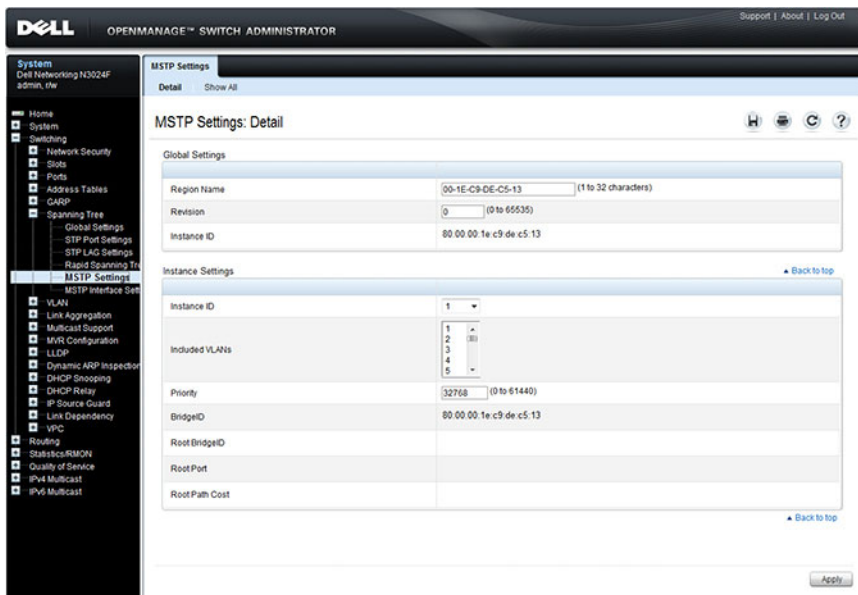 Support | About | Log Out
DELL OPENMANAGE™ SWITCH ADMINISTRATOR
System
Dell Networking N3024F
admin, r/w
Home
System
Switching
Network Security
Slots
Ports
Address Tables
GARP
Spanning Tree
Global Settings
STP Port Settings
STP LAG Settings
Rapid Spanning Tre
MSTP Settings
MSTP Interface Sett
VLAN
Link Aggregation
Multicast Support
MVR Configuration
LLDP
Dynamic ARP Inspection
DHCP Snooping
DHCP Relay
IP Source Guard
Link Dependency
VPC
Routing
Statistics/RMON
Quality of Service
IPv4 Multicast
IPv6 Multicast
MSTP Settings
Detail Show All
MSTP Settings: Detail
Global Settings
Region Name 00-1E-C9-DE-C5-13 (1 to 32 characters)
Revision 0 (0 to 65535)
Instance ID 80:00:00:1e:c9:de:c5:13
Instance Settings
Back to top
Instance ID 1
Included VLANs
1
2
3
4
5
Priority 32768 (0 to 61440)
BridgeID 80:00:00:1e:c9:de:c5:13
Root BridgeID
Root Port
Root Path Cost
Back to top
Apply